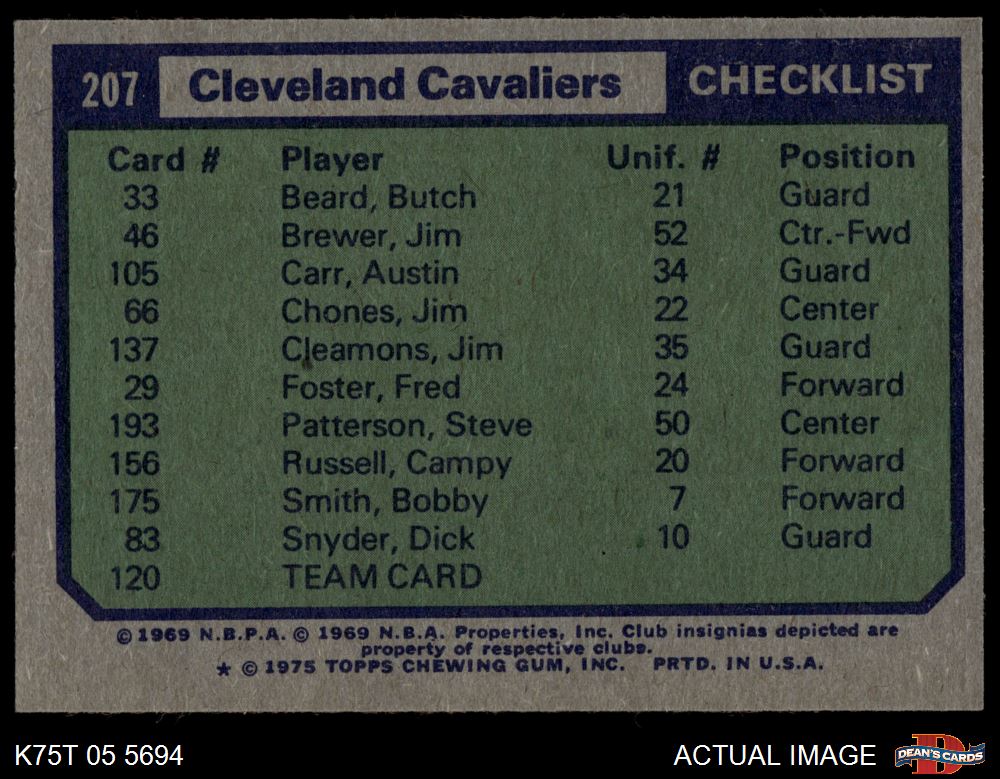 207 Cleveland Cavaliers CHECKLIST
Card # Player Unif. # Position
33 Beard, Butch 21 Guard
46 Brewer, Jim 52 Ctr.-Fwd
105 Carr, Austin 34 Guard
66 Chones, Jim 22 Center
137 Cleamons, Jim 35 Guard
29 Foster, Fred 24 Forward
193 Patterson, Steve 50 Center
156 Russell, Campy 20 Forward
175 Smith, Bobby 7 Forward
83 Snyder, Dick 10 Guard
120 TEAM CARD
© 1969 N.B.P.A. © 1969 N.B.A. Properties, Inc. Club insignias depicted are
property of respective clubs.
★ © 1975 TOPPS CHEWING GUM, INC. PRTD. IN U.S.A.
K75T 05 5694 ACTUAL IMAGE D DEAN'S CARDS